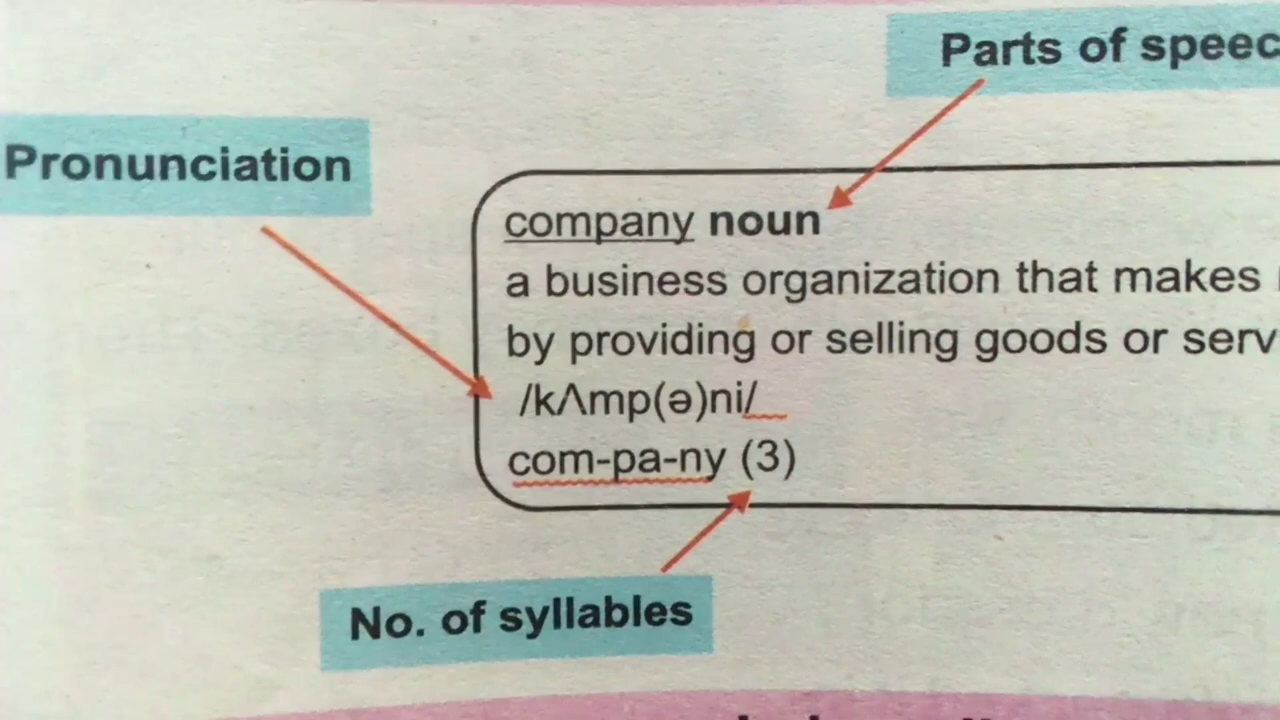 Parts of speec
Pronunciation
company noun
a business organization that makes
by providing or selling goods or serv
/kΛmp(ə)ni/
com-pa-ny (3)
No. of syllables